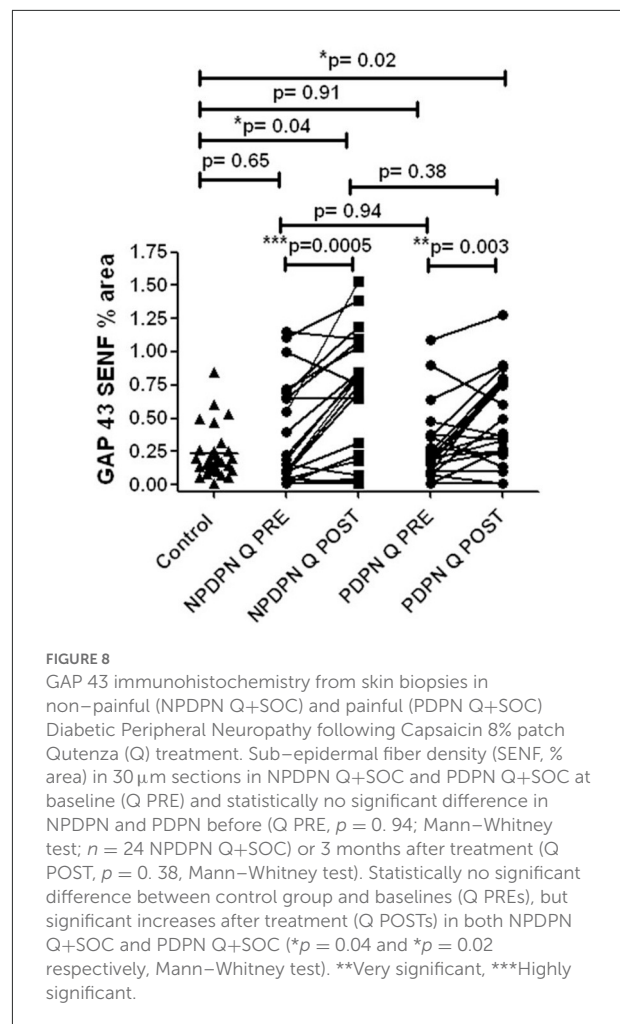 *p= 0.02
p= 0.91
*p= 0.04
p= 0.65
p= 0.38
p= 0.94
***p=0.0005
**p= 0.003
GAP 43 SENF % area
1.75
1.50
1.25
1.00
0.75
0.50
0.25
0.00
Control
NPDPN Q PRE
NPDPN Q POST
PDPN Q PRE
PDPN Q POST
FIGURE 8
GAP 43 immunohistochemistry from skin biopsies in
non–painful (NPDPN Q+SOC) and painful (PDPN Q+SOC)
Diabetic Peripheral Neuropathy following Capsaicin 8% patch
Qutenza (Q) treatment. Sub–epidermal fiber density (SENF, %
area) in 30 µm sections in NPDPN Q+SOC and PDPN Q+SOC at
baseline (Q PRE) and statistically no significant difference in
NPDPN and PDPN before (Q PRE, p = 0. 94; Mann–Whitney
test; n = 24 NPDPN Q+SOC) or 3 months after treatment (Q
POST, p = 0. 38, Mann–Whitney test). Statistically no significant
difference between control group and baselines (Q PREs), but
significant increases after treatment (Q POSTs) in both NPDPN
Q+SOC and PDPN Q+SOC (*p = 0.04 and *p = 0.02
respectively, Mann–Whitney test). **Very significant, ***Highly
significant.